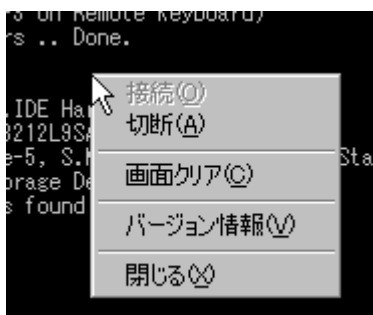 s on Remote Keyboard)
rs .. Done.
接続(O)
.IDE Ha
切断(A)
3212L9S
e-5, S.
Sta
画面クリア(C)
orage De
s found
バージョン情報(V)
閉じる(X)